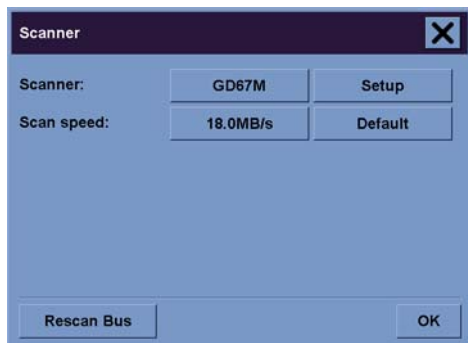 Scanner
Scanner: GD67M Setup
Scan speed: 18.0MB/s Default
Rescan Bus OK